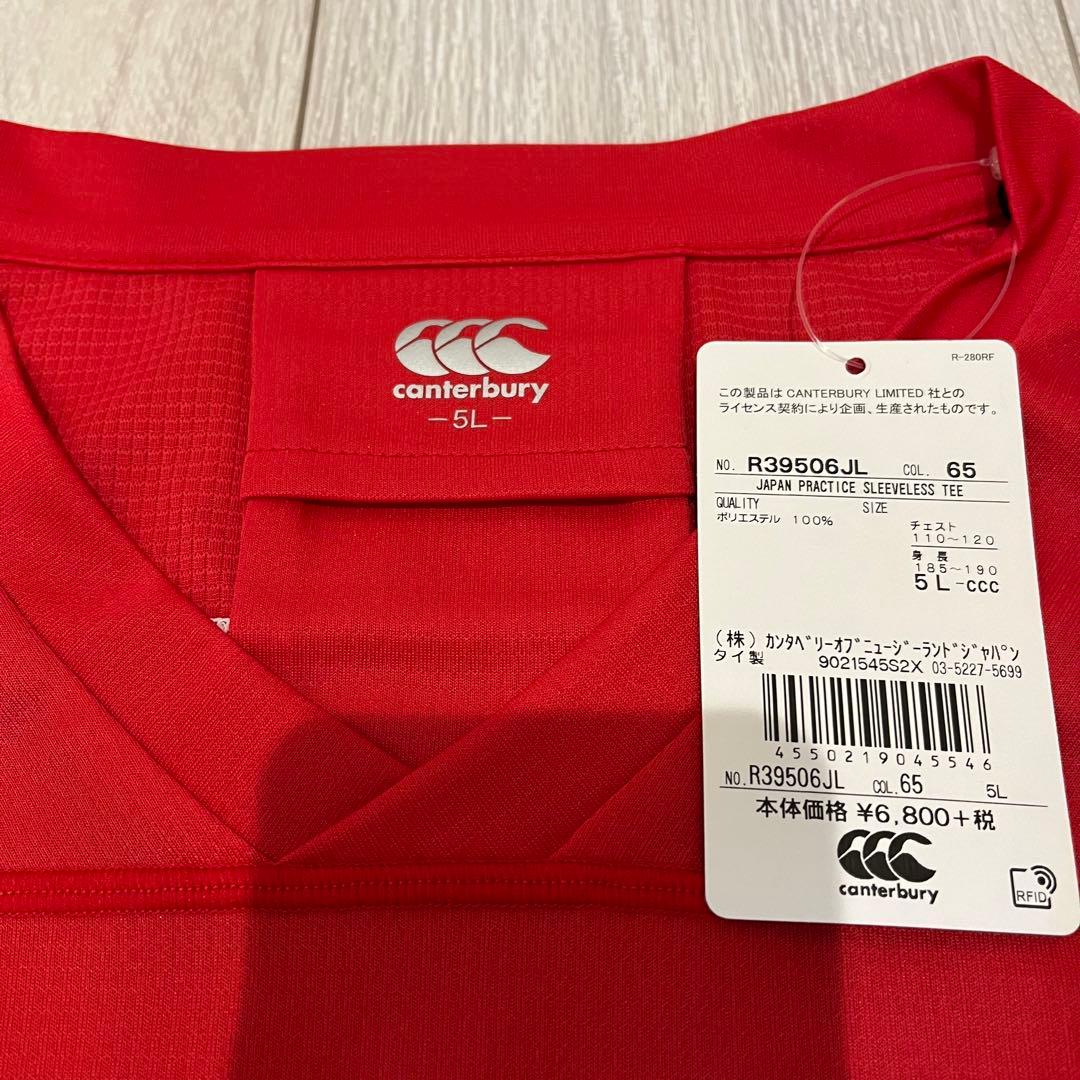 canterbury
-5L-
R-280RF
この製品は CANTERBURY LIMITED 社との
ライセンス契約により企画、生産されたものです。
NO. R39506JL COL. 65
JAPAN PRACTICE SLEEVELESS TEE
QUALITY SIZE
ポリエステル 100%
チェスト
110～120
身 長
185～190
5L-CCC
(株) ｶﾝﾀﾍﾞﾘｰｵﾌﾞﾆｭｰｼﾞｰﾗﾝﾄﾞｼﾞｬﾊﾟﾝ
タイ製 9021545S2X 03-5227-5699
4550219045546
NO. R39506JL COL. 65 5L
本体価格 ¥6,800+税
canterbury
RFID